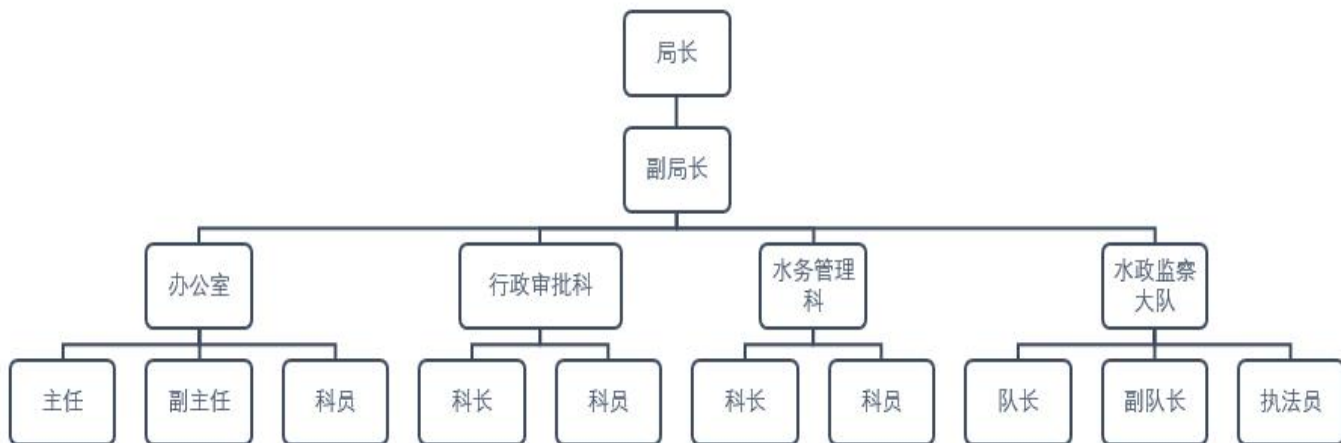 局长
副局长
办公室
行政审批科
水务管理
科
水政监察
大队
主任
副主任
科员
科长
科员
科长
科员
队长
副队长
执法员